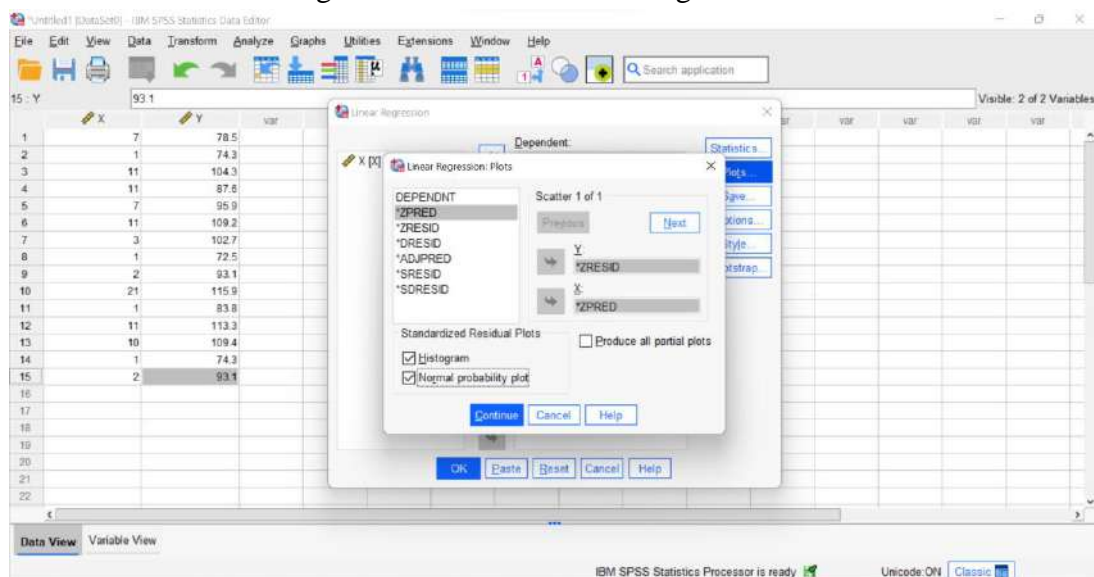 *Untitled1 [DataSet0] - IBM SPSS Statistics Data Editor
File Edit View Data Transform Analyze Graphs Utilities Extensions Window Help
Search application
15 : Y 93.1 Visible: 2 of 2 Variables
X Y var var var var var
1 7 78.5
2 1 74.3
3 11 104.3
4 11 87.6
5 7 95.9
6 11 109.2
7 3 102.7
8 1 72.5
9 2 93.1
10 21 115.9
11 1 83.8
12 11 113.3
13 10 109.4
14 1 74.3
15 2 93.1
16
17
18
19
20
21
22
Linear Regression
Dependent:
X [X]
Statistics...
Plots...
Save...
Options...
Style...
Bootstrap...
Linear Regression: Plots
DEPENDNT
*ZPRED
*ZRESID
*DRESID
*ADJPRED
*SRESID
*SDRESID
Scatter 1 of 1
Previous Next
Y:
*ZRESID
X:
*ZPRED
Standardized Residual Plots
Histogram
Normal probability plot
Produce all partial plots
Continue Cancel Help
OK Paste Reset Cancel Help
Data View Variable View
IBM SPSS Statistics Processor is ready Unicode:ON Classic